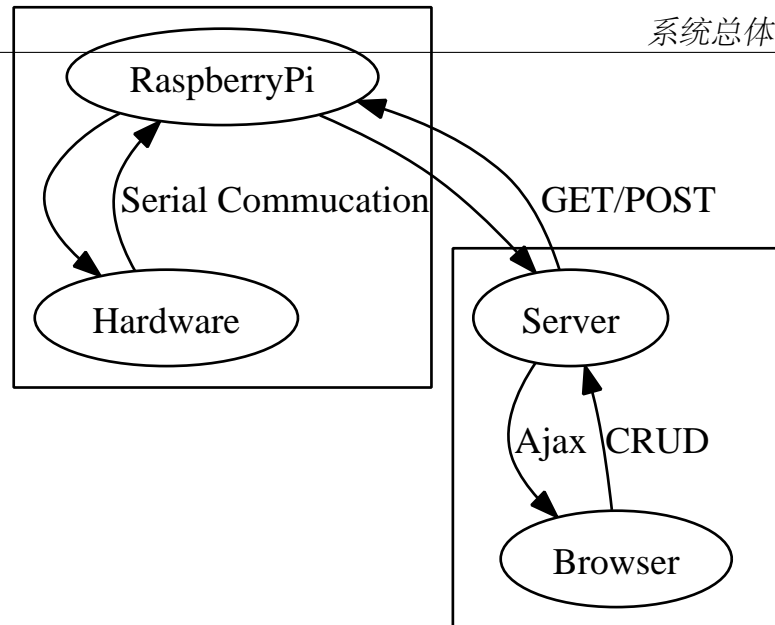 系统总体
RaspberryPi
Serial Commucation
GET/POST
Hardware
Server
Ajax
CRUD
Browser